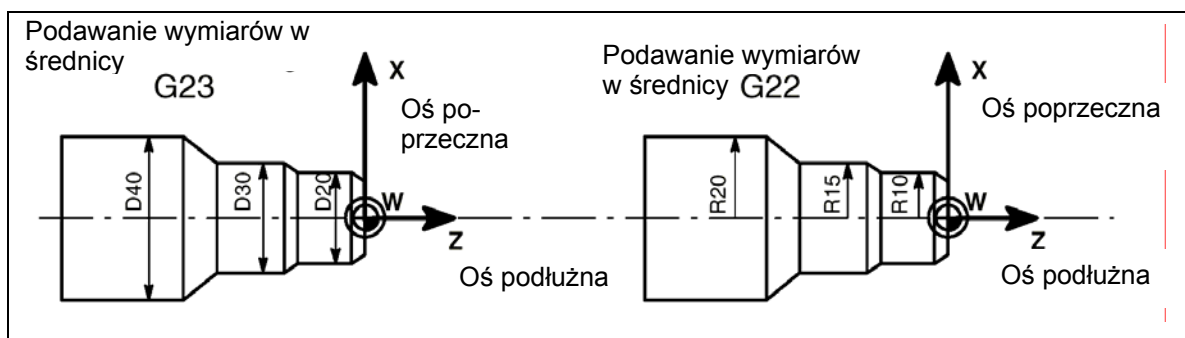 Podawanie wymiarów w
średnicy
G23
X
Oś po-
przeczna
D40
D30
D20
W
Z
Oś podłużna
Podawanie wymiarów
w średnicy G22
X
Oś poprzeczna
R20
R15
R10
W
Z
Oś podłużna